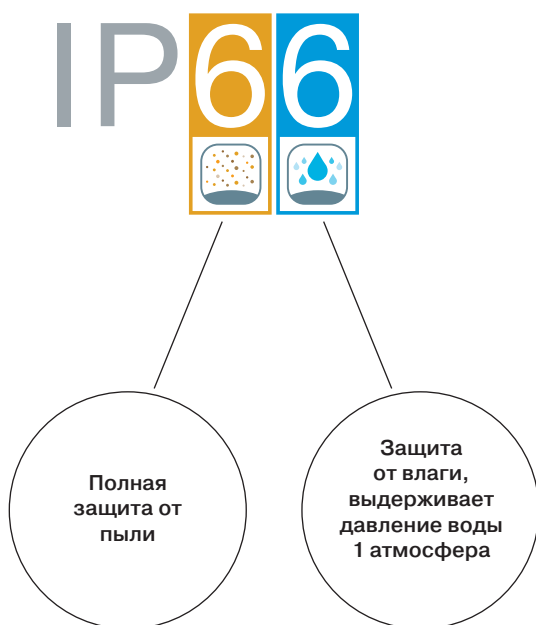 IP66
Полная
защита от
пыли
Защита
от влаги,
выдерживает
давление воды
1 атмосфера